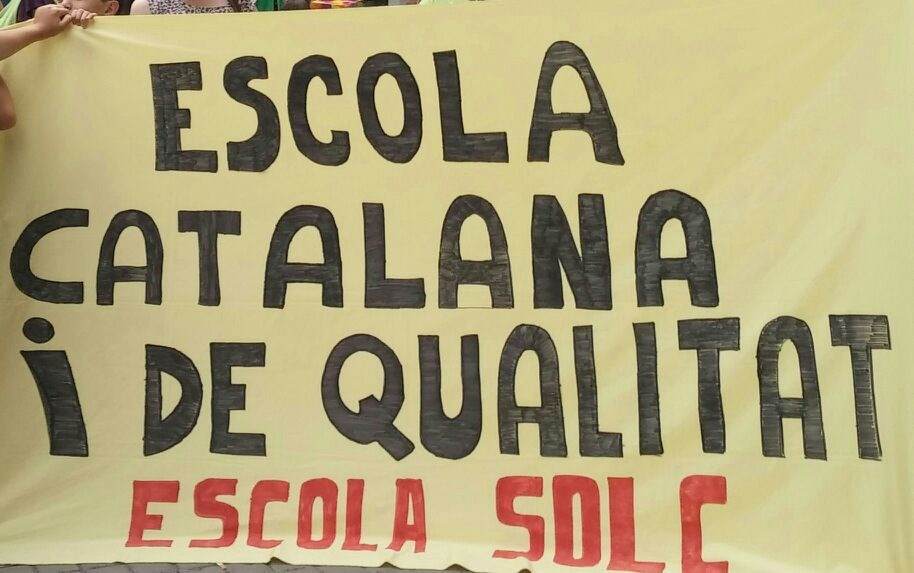 ESCOLA
CATALANA
i DE QUALITAT
ESCOLA SOLC